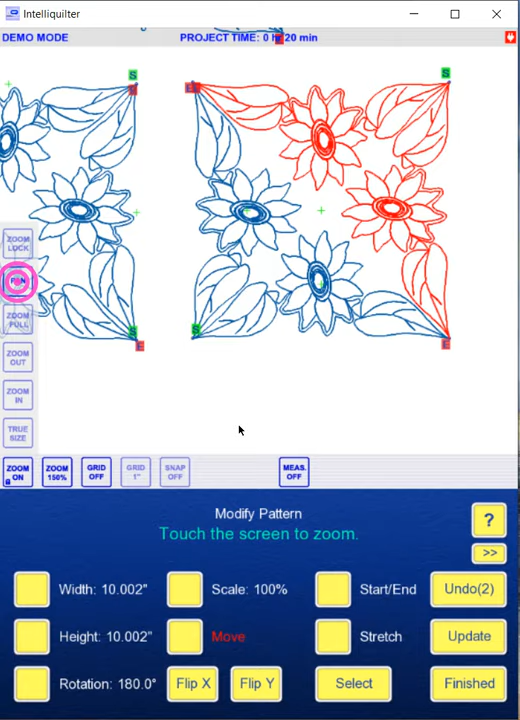 Intelliquilter
DEMO MODE
PROJECT TIME: 0 h 20 min
S
S
S
E
ZOOM
LOCK
PAN
ZOOM
FULL
S
S
E
E
ZOOM
OUT
ZOOM
IN
TRUE
SIZE
ZOOM
ON
ZOOM
150%
GRID
OFF
GRID
1"
SNAP
OFF
MEAS.
OFF
Modify Pattern
?
Touch the screen to zoom.
>>
Width: 10.002"
Scale: 100%
Start/End
Undo(2)
Height: 10.002"
Move
Stretch
Update
Rotation: 180.0°
Flip X
Flip Y
Select
Finished